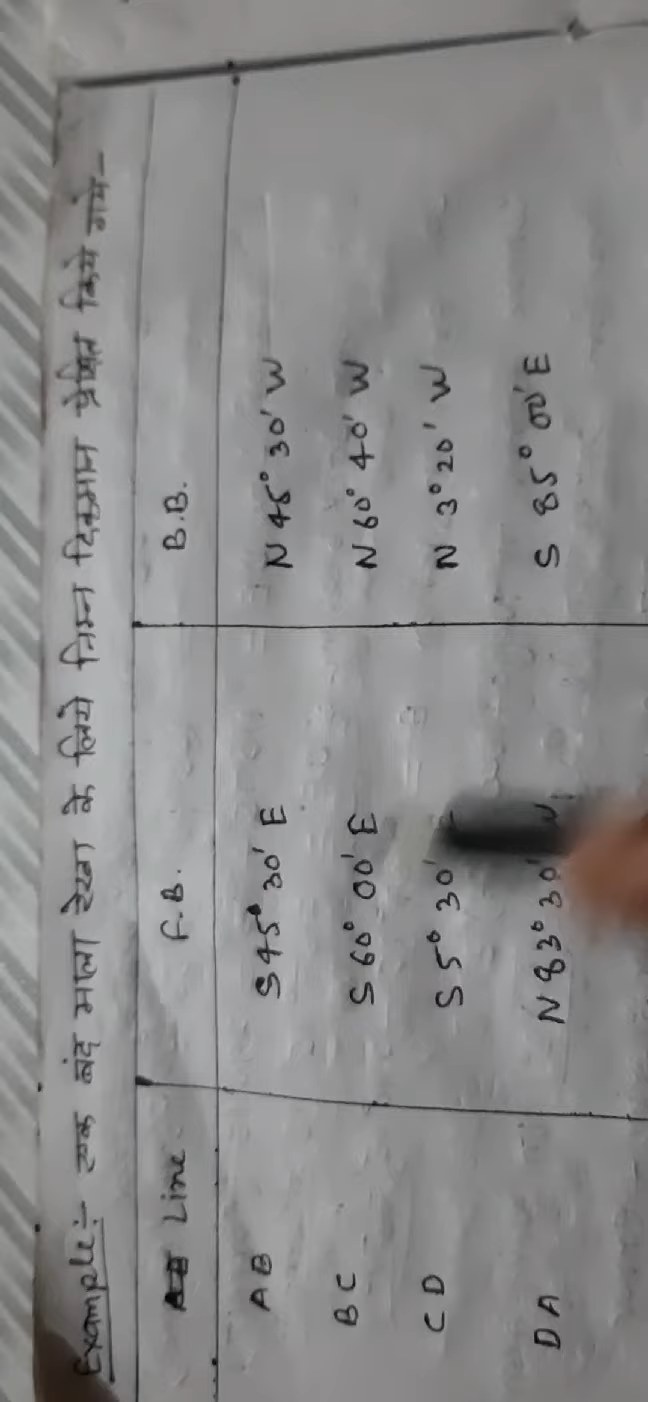 Example:- एक बंद माला रेखा के लिये निम्न दिक्मान प्रेक्षित किये गये-
Line F.B. B.B.
AB S 45° 30' E N 45° 30' W
BC S 60° 00' E N 60° 40' W
CD S 5° 30' N 3° 20' W
DA N 83° 30' S 85° 00' E